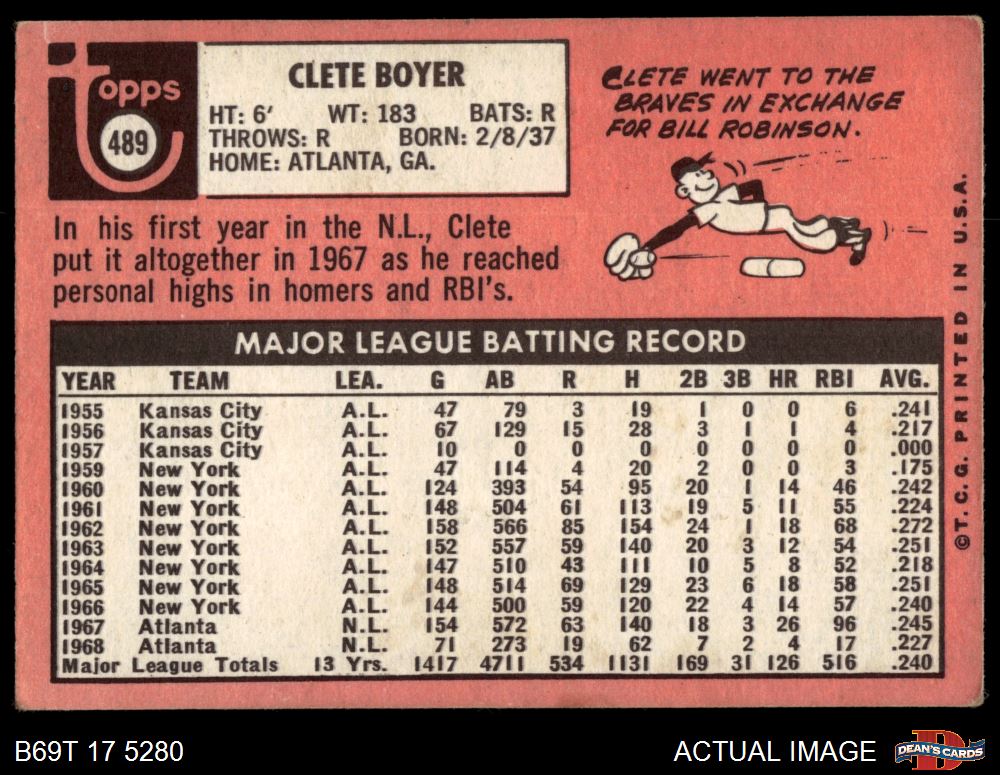 topps
489
CLETE BOYER
HT: 6' WT: 183 BATS: R
THROWS: R BORN: 2/8/37
HOME: ATLANTA, GA.
CLETE WENT TO THE
BRAVES IN EXCHANGE
FOR BILL ROBINSON.
In his first year in the N.L., Clete
put it altogether in 1967 as he reached
personal highs in homers and RBI's.
MAJOR LEAGUE BATTING RECORD
YEAR TEAM LEA. G AB R H 2B 3B HR RBI AVG.
1955 Kansas City A.L. 47 79 3 19 1 0 0 6 .241
1956 Kansas City A.L. 67 129 15 28 3 1 1 4 .217
1957 Kansas City A.L. 10 0 0 0 0 0 0 0 .000
1959 New York A.L. 47 114 4 20 2 0 0 3 .175
1960 New York A.L. 124 393 54 95 20 1 14 46 .242
1961 New York A.L. 148 504 61 113 19 5 11 55 .224
1962 New York A.L. 158 566 85 154 24 1 18 68 .272
1963 New York A.L. 152 557 59 140 20 3 12 54 .251
1964 New York A.L. 147 510 43 111 10 5 8 52 .218
1965 New York A.L. 148 514 69 129 23 6 18 58 .251
1966 New York A.L. 144 500 59 120 22 4 14 57 .240
1967 Atlanta N.L. 154 572 63 140 18 3 26 96 .245
1968 Atlanta N.L. 71 273 19 62 7 2 4 17 .227
Major League Totals 13 Yrs. 1417 4711 534 1131 169 31 126 516 .240
©T. C. G. PRINTED IN U.S.A.
B69T 17 5280
ACTUAL IMAGE
D
DEAN'S CARDS